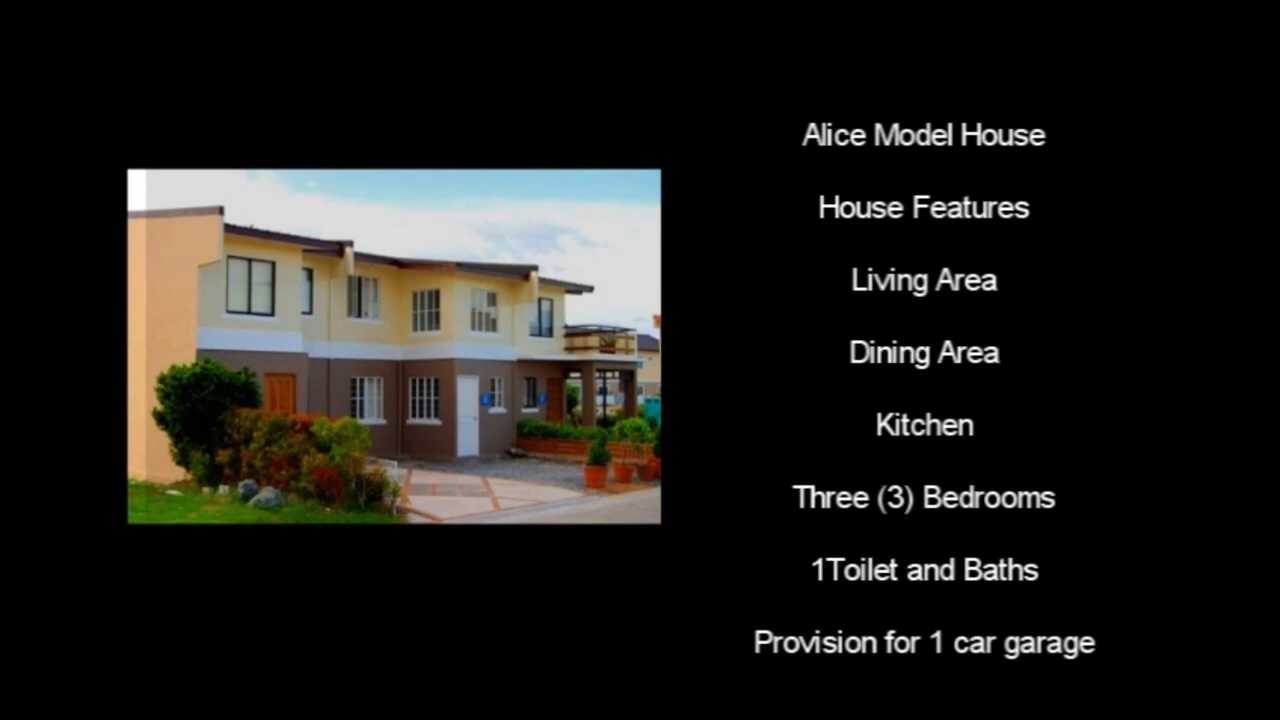 Alice Model House
House Features
Living Area
Dining Area
Kitchen
Three (3) Bedrooms
1Toilet and Baths
Provision for 1 car garage